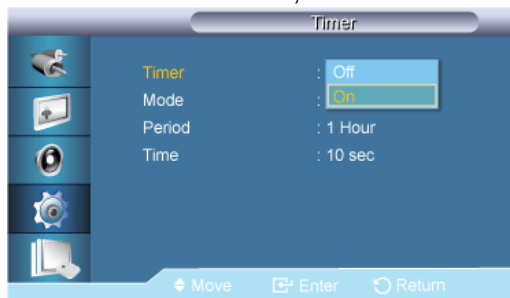 Timer
Timer : Off
Mode : On
Period : 1 Hour
Time : 10 sec
Move Enter Return